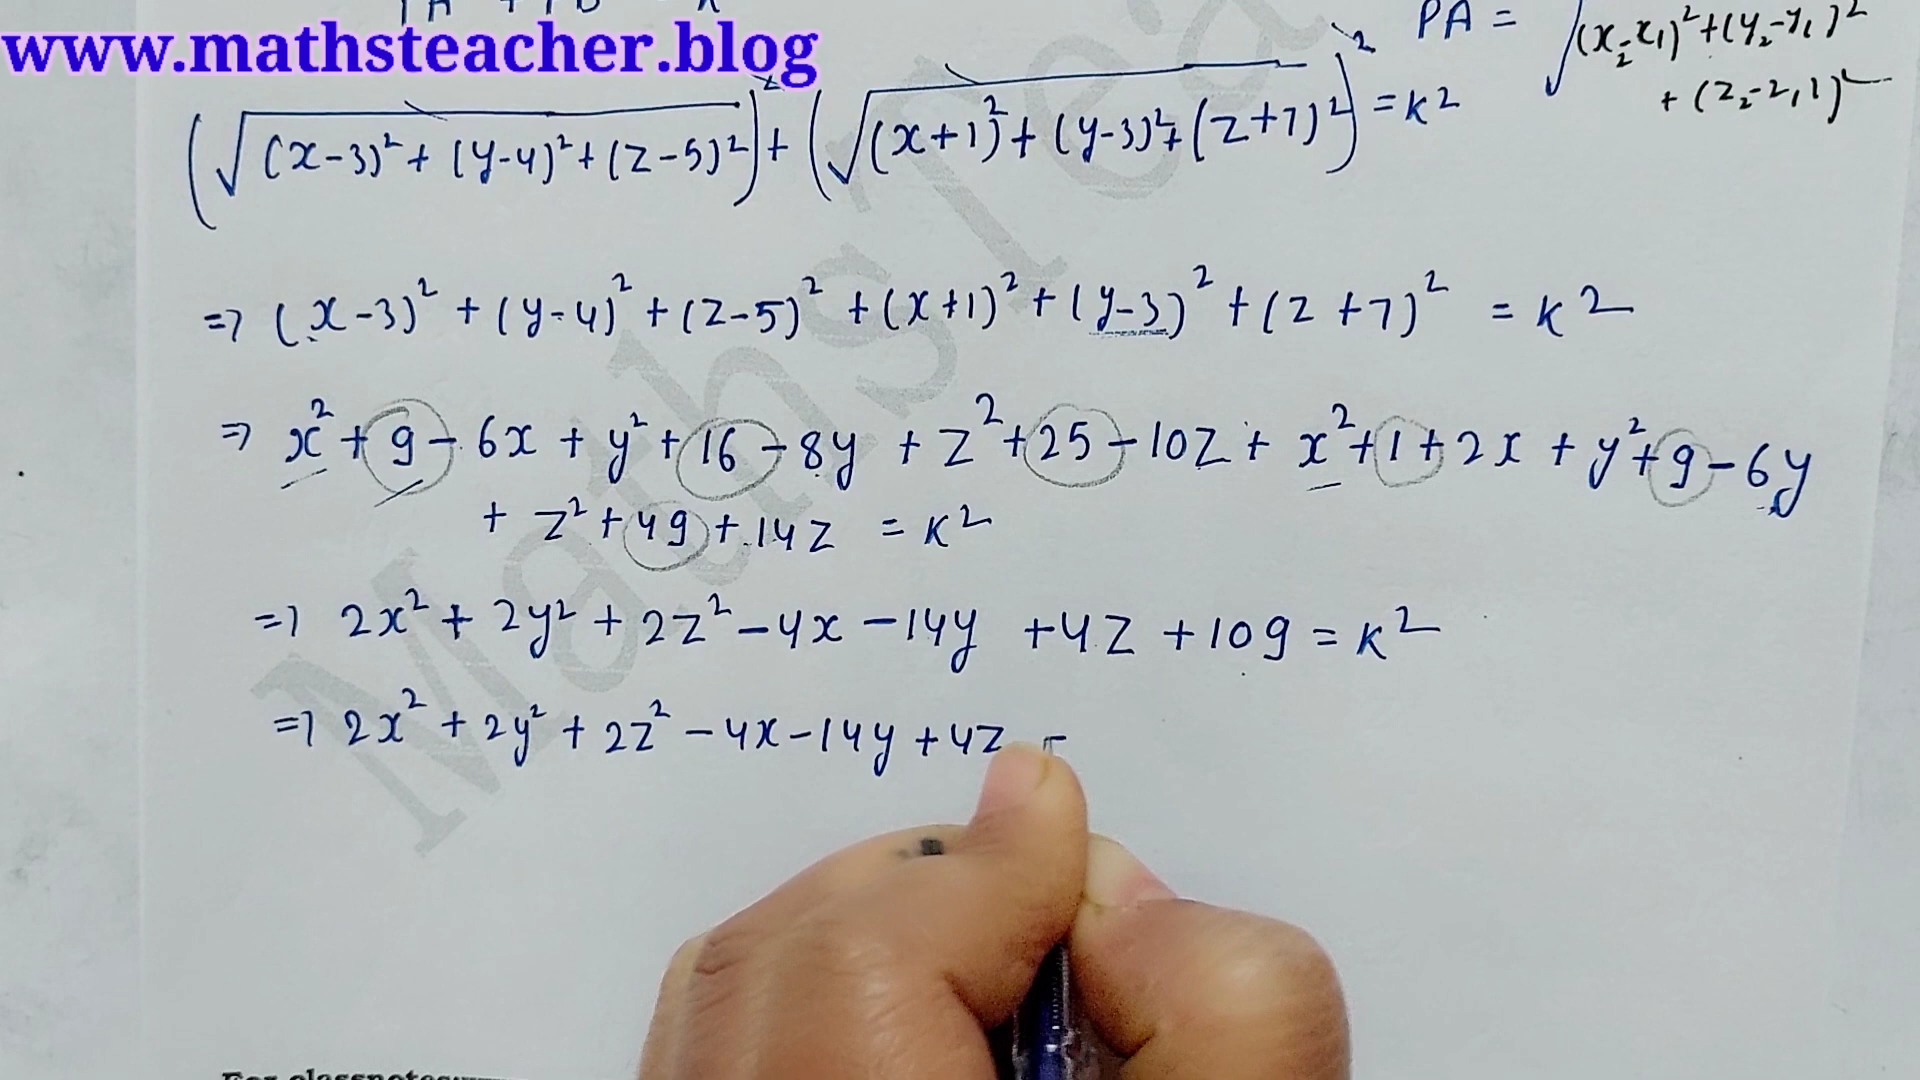 www.mathsteacher.blog
PA = √(x₂-x₁)²+(y₂-y₁)²
+(z₂-z₁)²
(√(x-3)²+(y-4)²+(z-5)²)²+(√(x+1)²+(y-3)²+(z+7)²)²=k²
⇒ (x-3)²+(y-4)²+(z-5)²+(x+1)²+(y-3)²+(z+7)² = k²
⇒ x²+9-6x+y²+16-8y+z²+25-10z+x²+1+2x+y²+9-6y
+z²+49+14z = k²
⇒ 2x²+2y²+2z²-4x-14y+4z+109=k²
⇒ 2x²+2y²+2z²-4x-14y+4z
Maths Tea